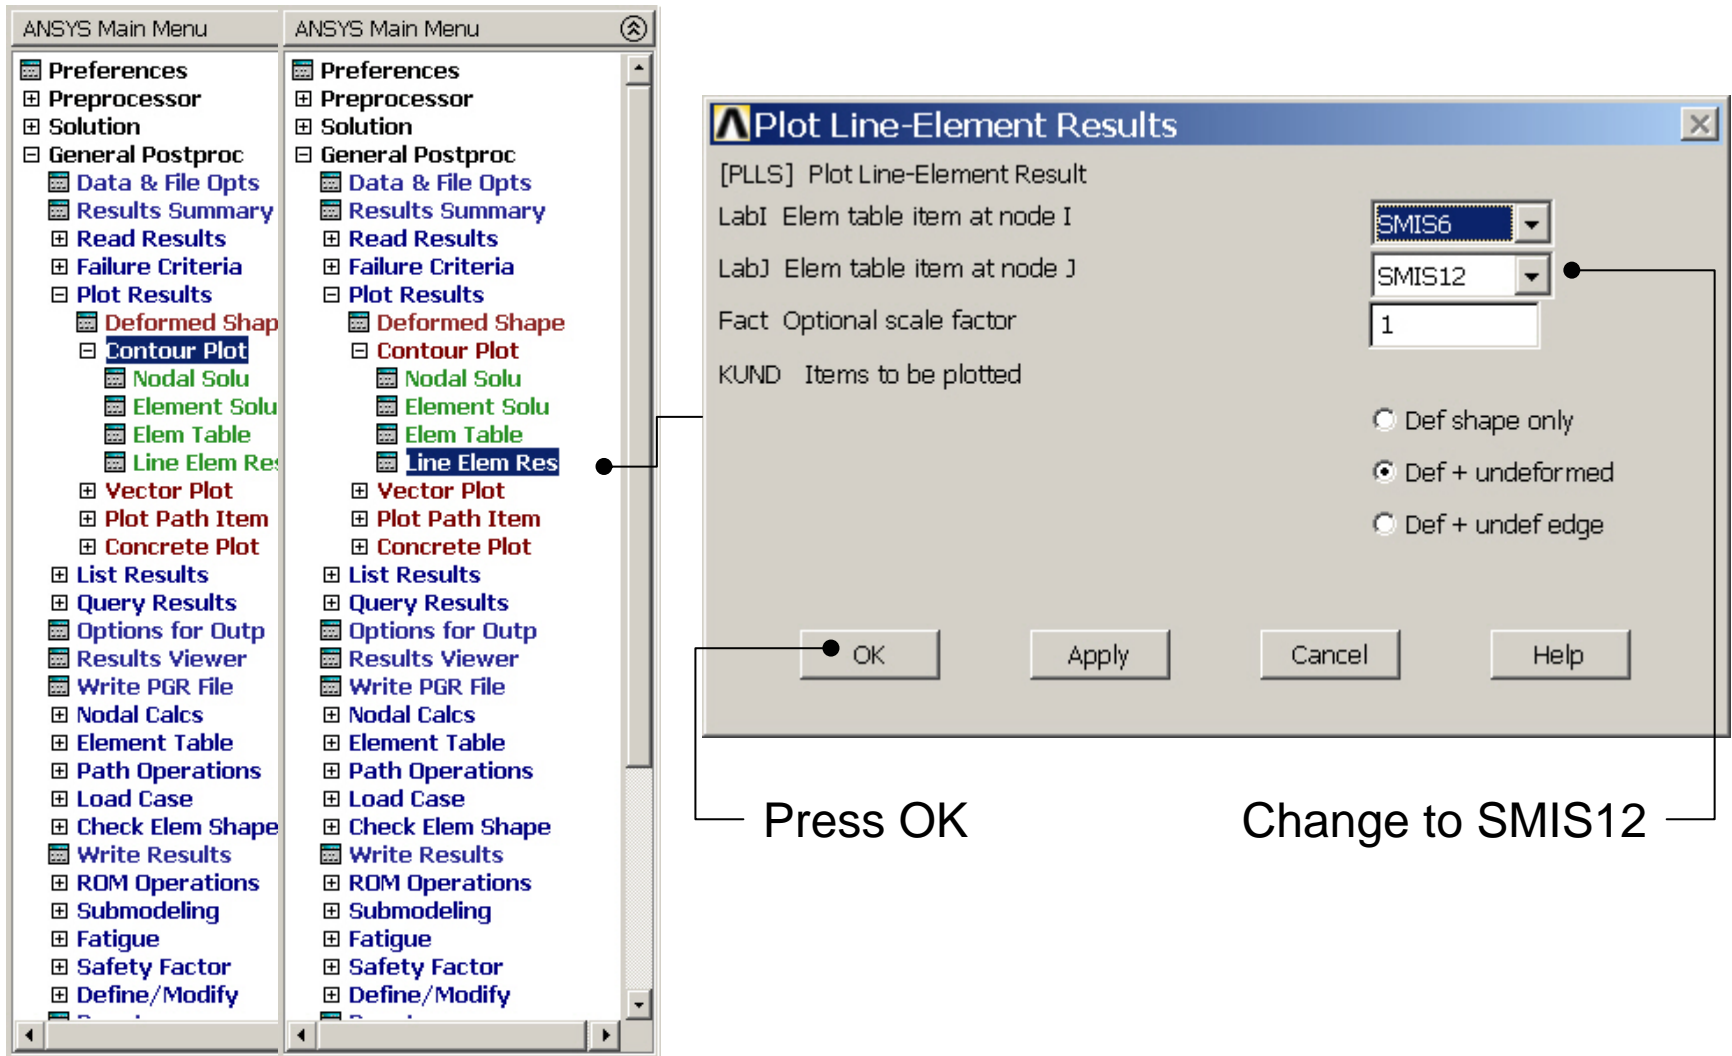 ANSYS Main Menu
Preferences
Preprocessor
Solution
General Postproc
Data & File Opts
Results Summary
Read Results
Failure Criteria
Plot Results
Deformed Shap
Contour Plot
Nodal Solu
Element Solu
Elem Table
Line Elem Res
Vector Plot
Plot Path Item
Concrete Plot
List Results
Query Results
Options for Outp
Results Viewer
Write PGR File
Nodal Calcs
Element Table
Path Operations
Load Case
Check Elem Shape
Write Results
ROM Operations
Submodeling
Fatigue
Safety Factor
Define/Modify
ANSYS Main Menu
Preferences
Preprocessor
Solution
General Postproc
Data & File Opts
Results Summary
Read Results
Failure Criteria
Plot Results
Deformed Shape
Contour Plot
Nodal Solu
Element Solu
Elem Table
Line Elem Res
Vector Plot
Plot Path Item
Concrete Plot
List Results
Query Results
Options for Outp
Results Viewer
Write PGR File
Nodal Calcs
Element Table
Path Operations
Load Case
Check Elem Shape
Write Results
ROM Operations
Submodeling
Fatigue
Safety Factor
Define/Modify
Plot Line-Element Results
[PLLS] Plot Line-Element Result
LabI Elem table item at node I SMIS6
LabJ Elem table item at node J SMIS12
Fact Optional scale factor 1
KUND Items to be plotted
Def shape only
Def + undeformed
Def + undef edge
OK Apply Cancel Help
Press OK Change to SMIS12